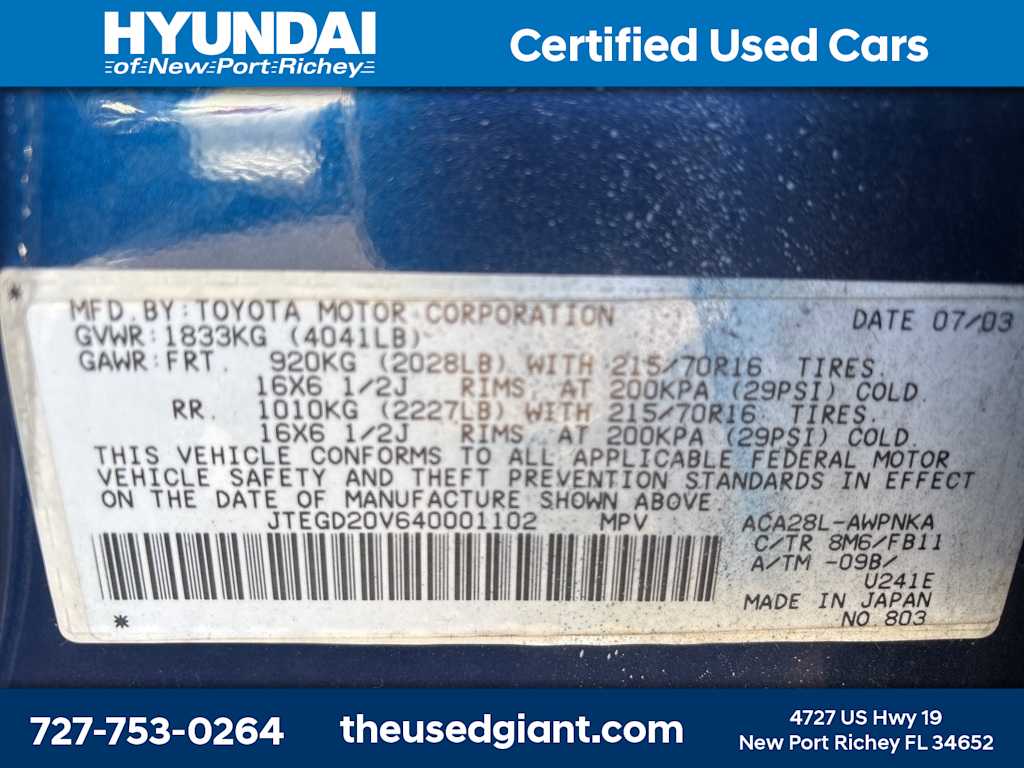 HYUNDAI
of New Port Richey
Certified Used Cars
MFD. BY: TOYOTA MOTOR CORPORATION DATE 07/03
GVWR: 1833KG (4041LB)
GAWR: FRT. 920KG (2028LB) WITH 215/70R16 TIRES.
16X6 1/2J RIMS, AT 200KPA (29PSI) COLD.
RR. 1010KG (2227LB) WITH 215/70R16 TIRES.
16X6 1/2J RIMS, AT 200KPA (29PSI) COLD.
THIS VEHICLE CONFORMS TO ALL APPLICABLE FEDERAL MOTOR
VEHICLE SAFETY AND THEFT PREVENTION STANDARDS IN EFFECT
ON THE DATE OF MANUFACTURE SHOWN ABOVE.
JTEGD20V640001102 MPV ACA28L-AWPNKA
C/TR 8M6/FB11
A/TM -09B/
U241E
MADE IN JAPAN
NO 803
727-753-0264
theusedgiant.com
4727 US Hwy 19
New Port Richey FL 34652